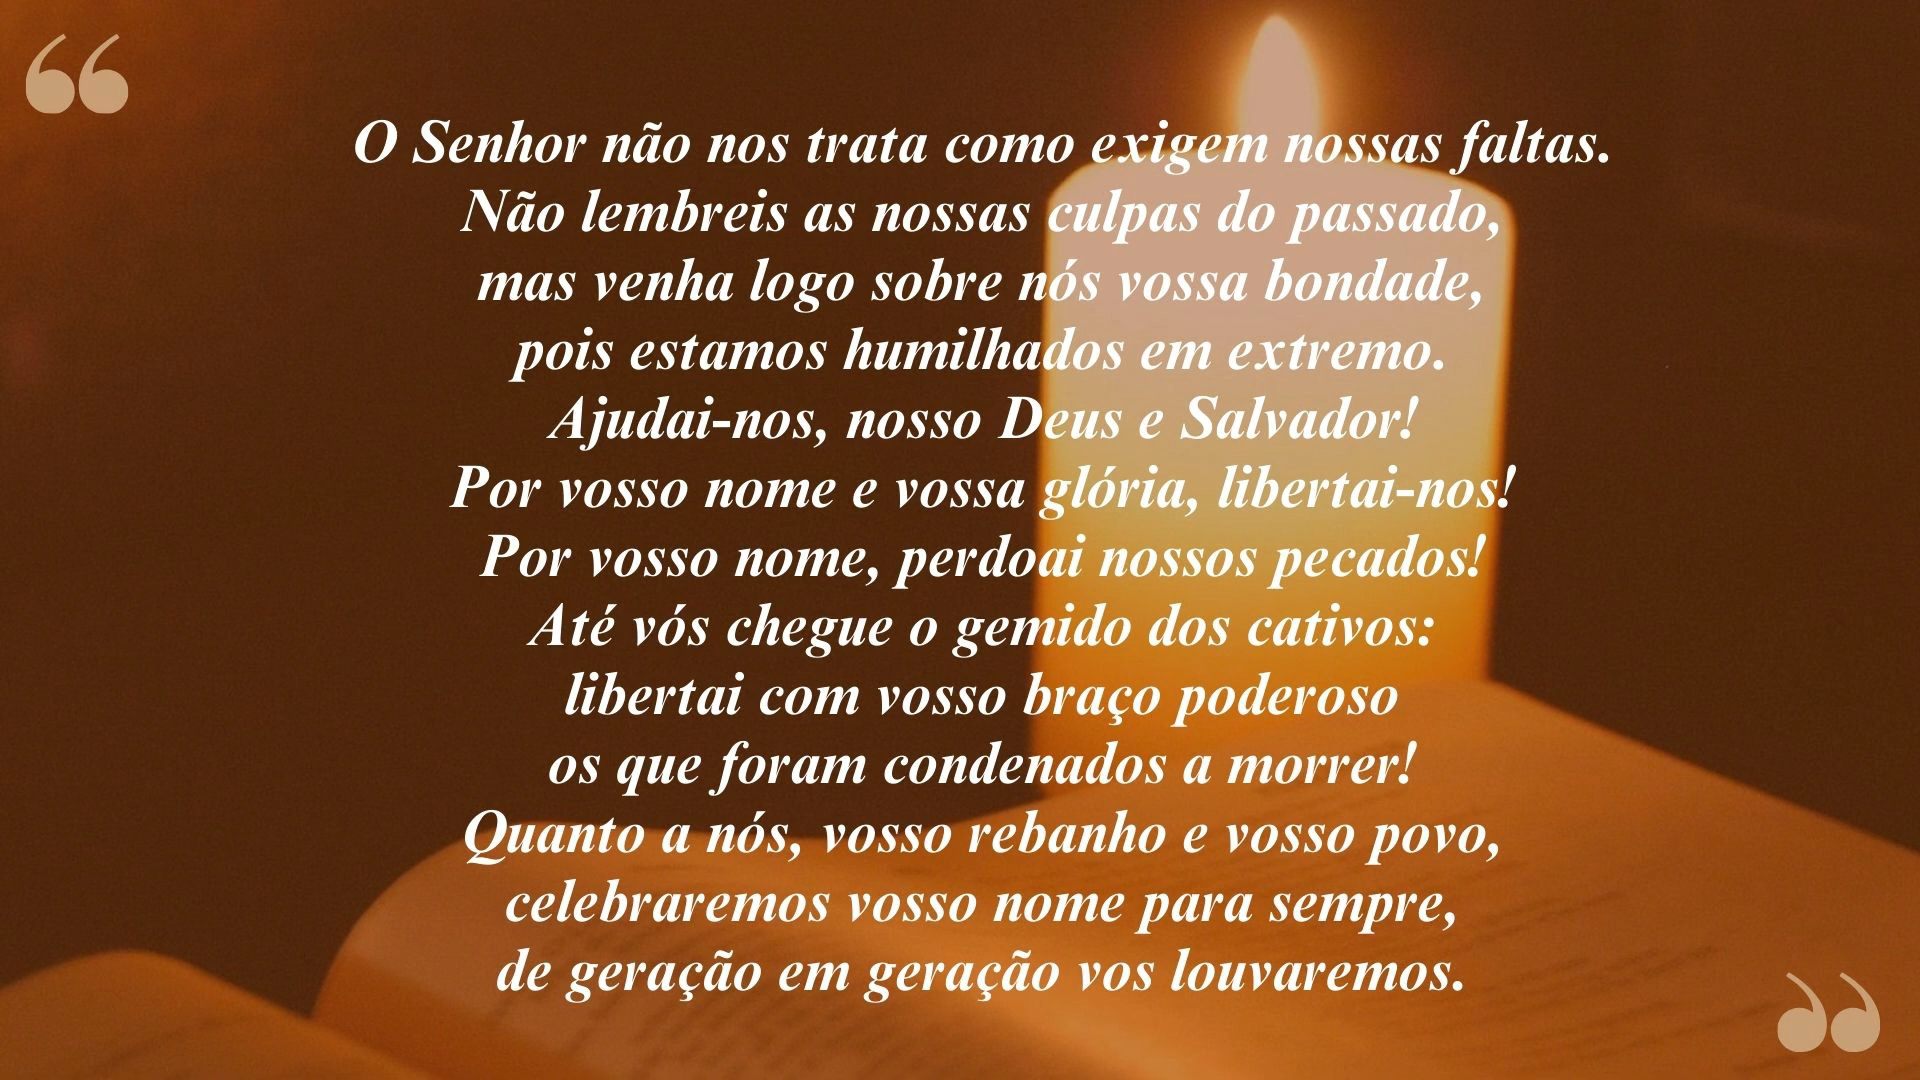 O Senhor não nos trata como exigem nossas faltas.
Não lembreis as nossas culpas do passado,
mas venha logo sobre nós vossa bondade,
pois estamos humilhados em extremo.
Ajudai-nos, nosso Deus e Salvador!
Por vosso nome e vossa glória, libertai-nos!
Por vosso nome, perdoai nossos pecados!
Até vós chegue o gemido dos cativos:
libertai com vosso braço poderoso
os que foram condenados a morrer!
Quanto a nós, vosso rebanho e vosso povo,
celebraremos vosso nome para sempre,
de geração em geração vos louvaremos.